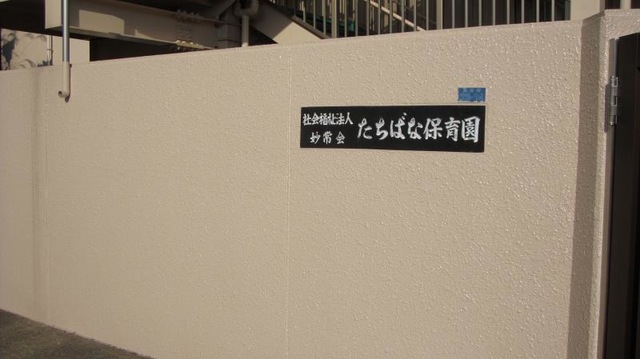 社会福祉法人
妙常会
たちばな保育園